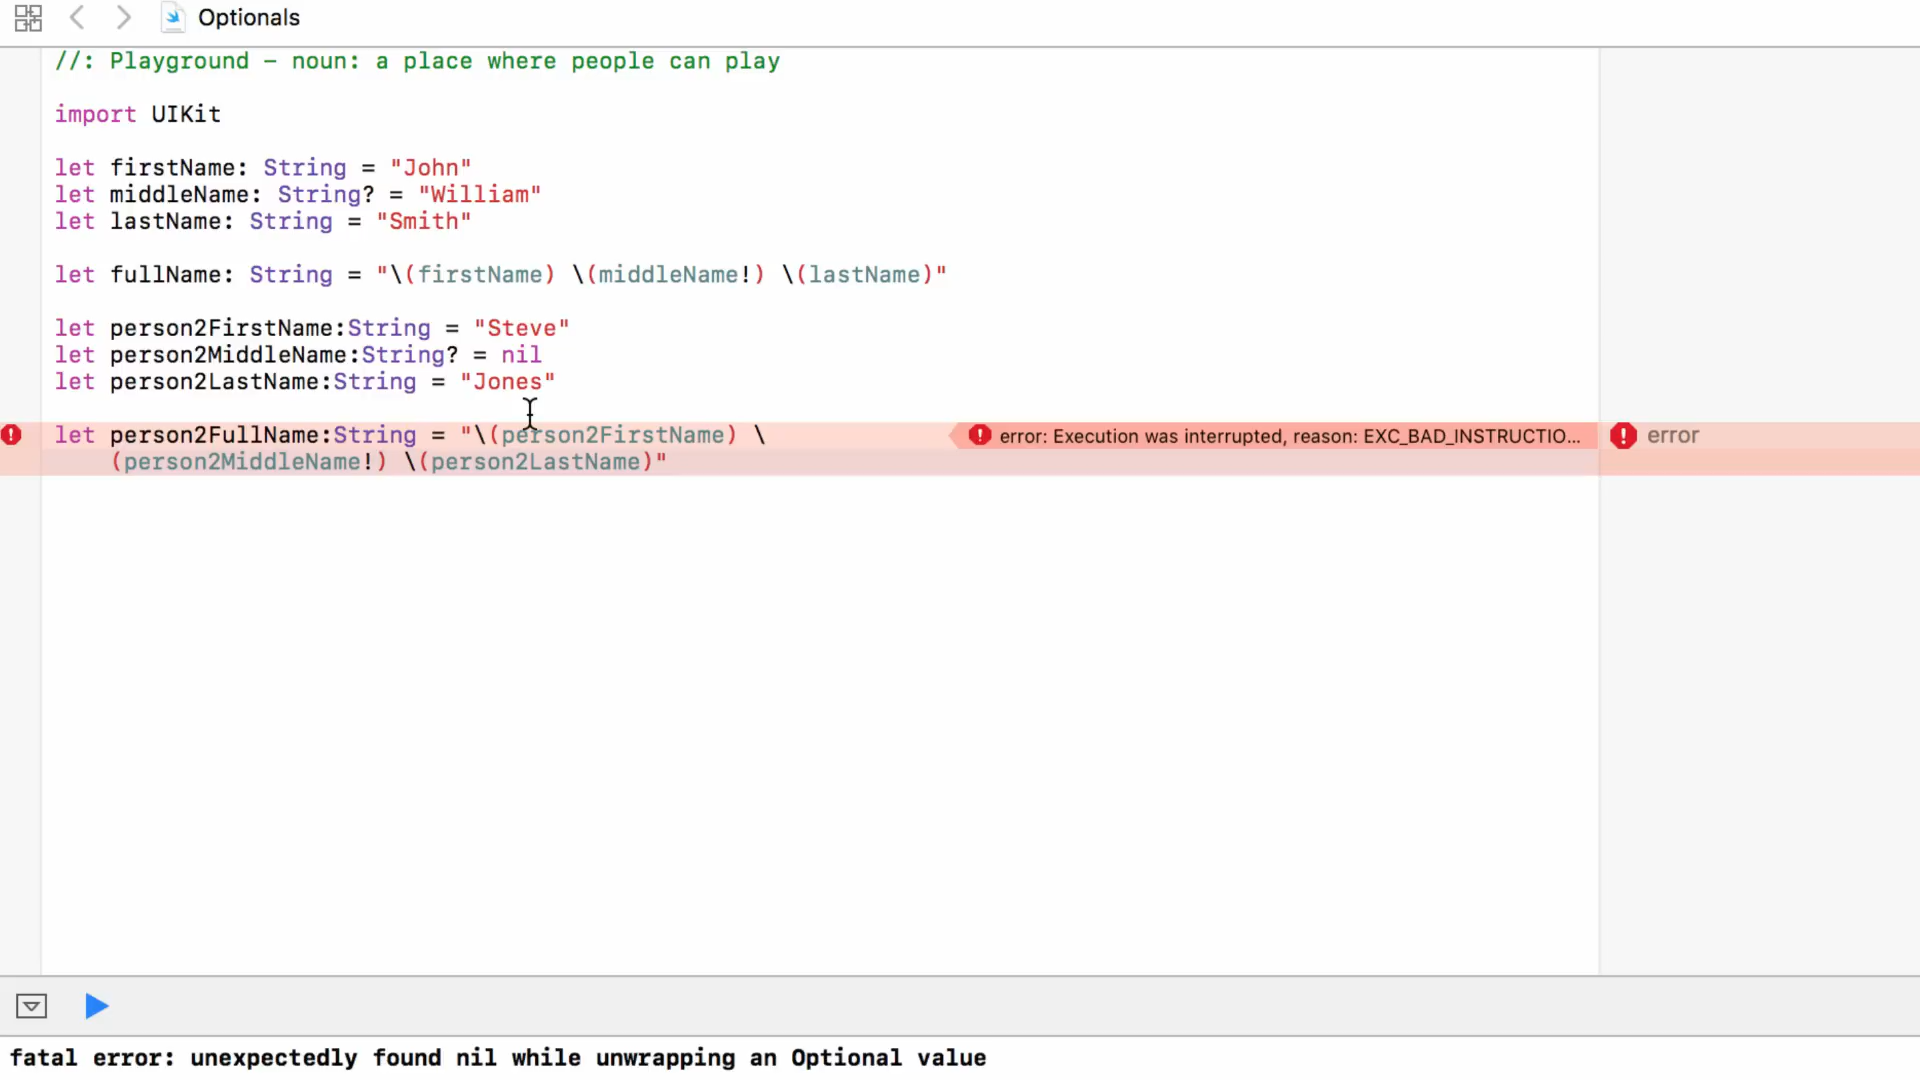 Optionals
//: Playground - noun: a place where people can play
import UIKit
let firstName: String = "John"
let middleName: String? = "William"
let lastName: String = "Smith"
let fullName: String = "\(firstName) \(middleName!) \(lastName)"
let person2FirstName:String = "Steve"
let person2MiddleName:String? = nil
let person2LastName:String = "Jones"
let person2FullName:String = "\(person2FirstName) \
error: Execution was interrupted, reason: EXC_BAD_INSTRUCTIO...
error
(person2MiddleName!) \(person2LastName)"
fatal error: unexpectedly found nil while unwrapping an Optional value